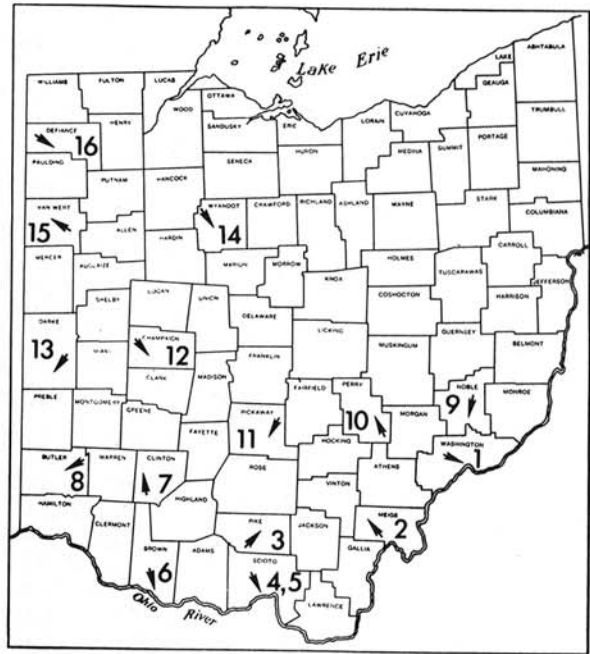 Lake Erie
LAKE
ASHTABULA
WILLIAMS
FULTON
LUCAS
OTTAWA
GEAUGA
WOOD
CUYAHOGA
TRUMBULL
HENRY
SANDUSKY
ERIE
LORAIN
DEFIANCE
16
PORTAGE
HURON
MEDINA
SUMMIT
PAULDING
SENECA
MAHONING
PUTNAM
HANCOCK
VAN WERT
WYANDOT
CRAWFORD
RICHLAND
ASHLAND
WAYNE
STARK
COLUMBIANA
15
14
ALLEN
HARDIN
CARROLL
MERCER
AUGLAIZE
MARION
MORROW
HOLMES
TUSCARAWAS
JEFFERSON
KNOX
LOGAN
UNION
COSHOCTON
HARRISON
SHELBY
DARKE
DELAWARE
LICKING
GUERNSEY
CHAMPAIGN
BELMONT
13
MIAMI
12
FRANKLIN
MUSKINGUM
CLARK
MADISON
NOBLE
PREBLE
FAIRFIELD
PERRY
MONROE
MONTGOMERY
GREENE
PICKAWAY
10
MORGAN
9
FAYETTE
11
HOCKING
WASHINGTON
BUTLER
WARREN
CLINTON
1
8
7
ROSS
ATHENS
VINTON
HAMILTON
HIGHLAND
MEIGS
CLERMONT
PIKE
3
JACKSON
2
BROWN
ADAMS
GALLIA
SCIOTO
6
4,5
LAWRENCE
Ohio River